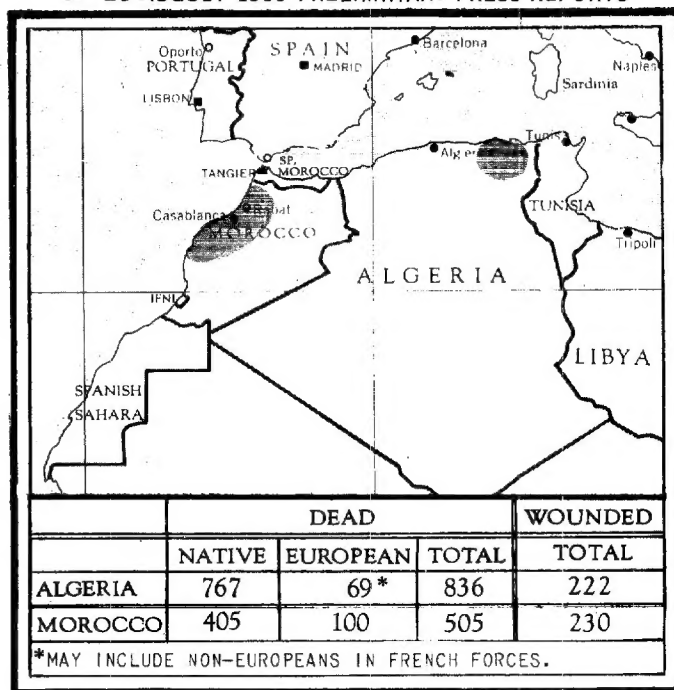 AUGUST PRELIMINARY PRESS REPORTS
Oporto
PORTUGAL
SPAIN
MADRID
Barcelona
Sardinia
Naples
LISBON
TANGIER
SP.
MOROCCO
Tunis
TUNISIA
Casablanca
Rabat
MOROCCO
Tripoli
ALGERIA
IFNI
LIBYA
SPANISH
SAHARA
DEAD WOUNDED
NATIVE EUROPEAN TOTAL TOTAL
ALGERIA 767 69* 836 222
MOROCCO 405 100 505 230
*MAY INCLUDE NON-EUROPEANS IN FRENCH FORCES.